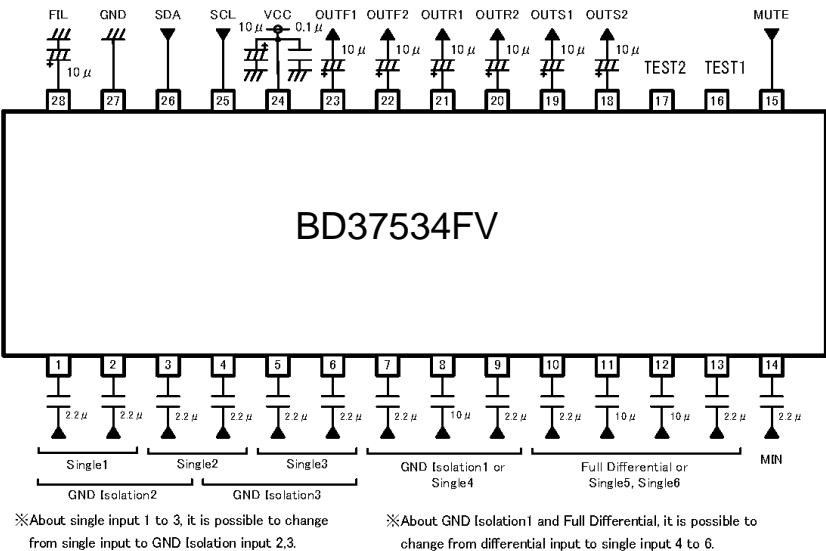 FIL GND SDA SCL VCC OUTF1 OUTF2 OUTR1 OUTR2 OUTS1 OUTS2 MUTE
10μ 0.1μ
10μ 10μ 10μ 10μ 10μ 10μ
10μ TEST2 TEST1
28 27 26 25 24 23 22 21 20 19 18 17 16 15
BD37534FV
1 2 3 4 5 6 7 8 9 10 11 12 13 14
2.2μ 2.2μ 2.2μ 2.2μ 2.2μ 2.2μ 2.2μ 10μ 2.2μ 2.2μ 10μ 10μ 2.2μ 2.2μ
Single1 Single2 Single3 GND Isolation1 or Full Differential or MIN
Single4 Single5, Single6
GND Isolation2 GND Isolation3
※About single input 1 to 3, it is possible to change
from single input to GND Isolation input 2,3.
※About GND Isolation1 and Full Differential, it is possible to
change from differential input to single input 4 to 6.